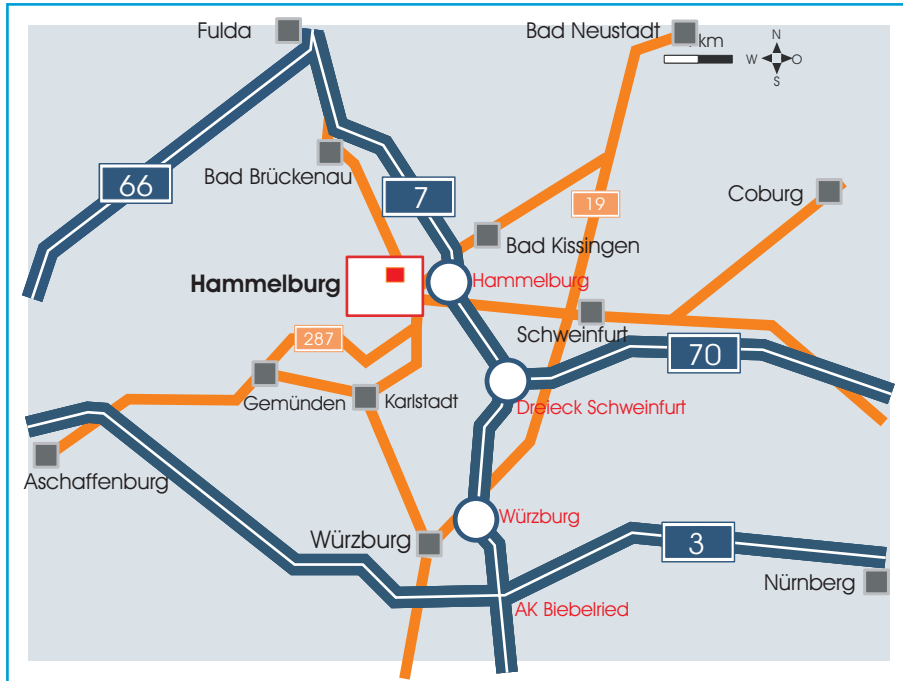 Fulda
Bad Neustadt
km
N
W
O
S
66
Bad Brückenau
7
19
Coburg
Bad Kissingen
Hammelburg
Hammelburg
Schweinfurt
287
70
Gemünden
Karlstadt
Dreieck Schweinfurt
Aschaffenburg
Würzburg
Würzburg
3
Nürnberg
AK Biebelried